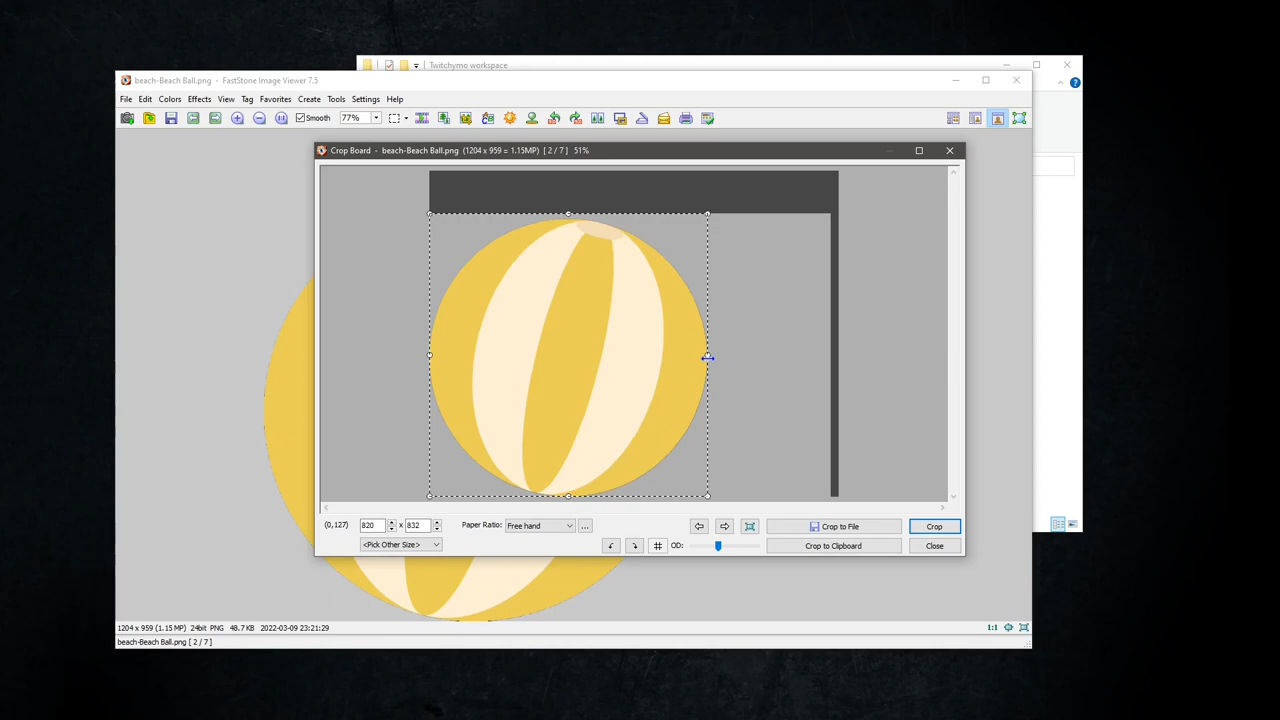 Twitchymo workspace
beach-Beach Ball.png - FastStone Image Viewer 7.5
File Edit Colors Effects View Tag Favorites Create Tools Settings Help
Smooth 77%
Crop Board - beach-Beach Ball.png (1204 x 959 = 1.15MP) [ 2 / 7 ] 51%
(0,127) 820 x 832 Paper Ratio: Free hand ... Crop to File Crop
<Pick Other Size> OD: Crop to Clipboard Close
1204 x 959 (1.15 MP) 24bit PNG 48.7 KB 2022-03-09 23:21:29 1:1
beach-Beach Ball.png [ 2 / 7 ]